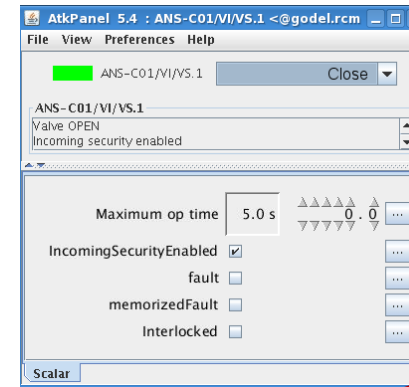 AtkPanel 5.4 : ANS-C01/VI/VS.1 <@godel.rcm
File View Preferences Help
ANS-C01/VI/VS.1 Close
ANS-C01/VI/VS.1
Valve OPEN
Incoming security enabled
Maximum op time 5.0 s 0.0 ...
IncomingSecurityEnabled ...
fault ...
memorizedFault ...
Interlocked ...
Scalar